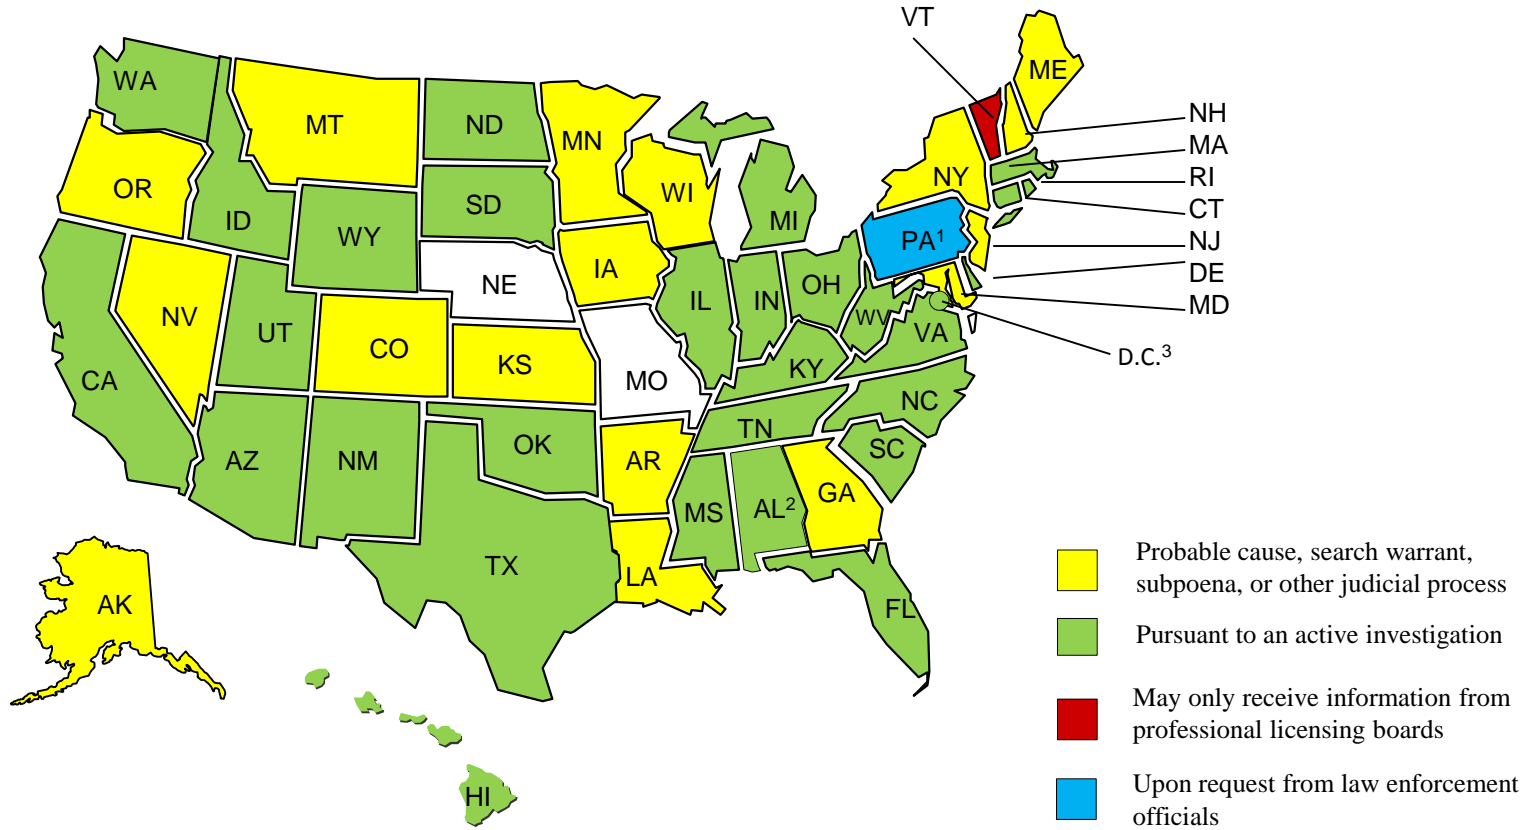 VT
WA
MT
ND
MN
ME
NH
MA
OR
ID
SD
WI
NY
RI
CT
WY
MI
PA¹
NJ
NE
IA
DE
IL
IN
OH
MD
NV
UT
CO
KS
WV
VA
D.C.³
CA
MO
KY
NC
AZ
NM
OK
AR
TN
SC
MS
AL²
GA
TX
LA
FL
AK
HI
Probable cause, search warrant,
subpoena, or other judicial process
Pursuant to an active investigation
May only receive information from
professional licensing boards
Upon request from law enforcement
officials